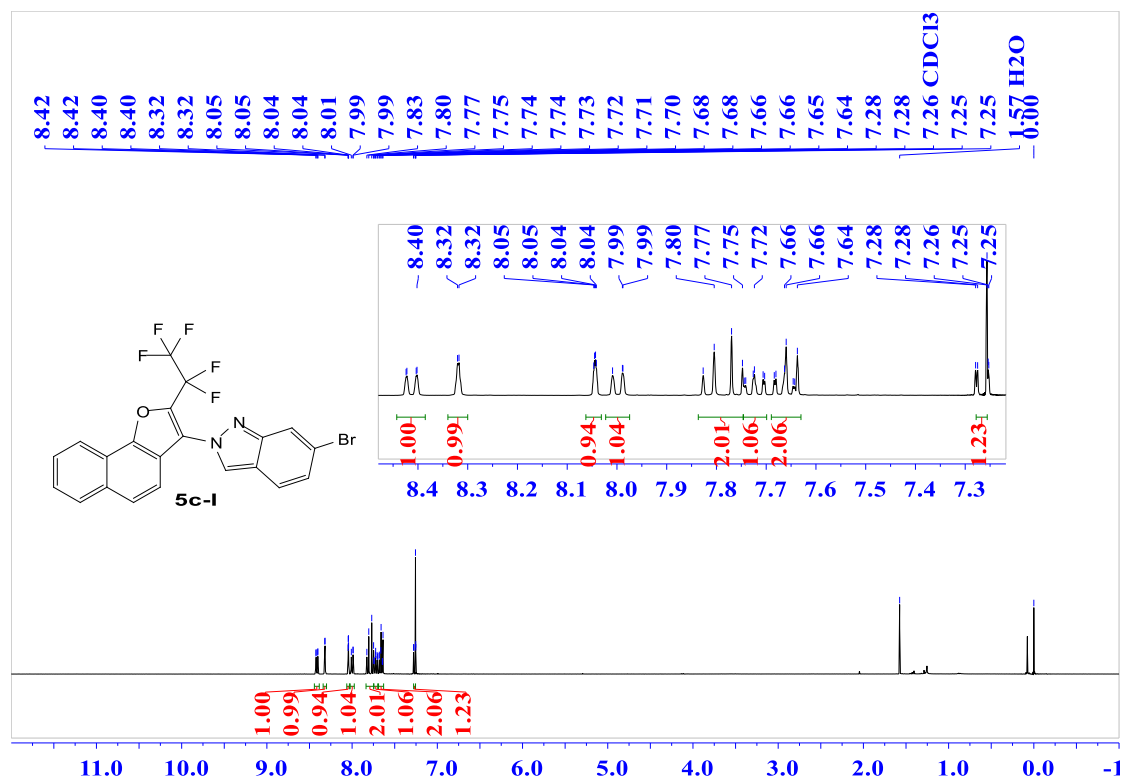 8.42 8.42 8.40 8.40 8.32 8.32 8.05 8.05 8.04 8.04 8.01 7.99 7.99 7.83 7.80 7.77 7.75 7.74 7.74 7.73 7.72 7.71 7.70 7.68 7.68 7.66 7.66 7.65 7.64 7.28 7.28 7.26 CDCl3 7.25 7.25 1.57 H2O 0.00
8.40 8.32 8.32 8.05 8.05 8.04 8.04 7.99 7.99 7.80 7.77 7.75 7.72 7.66 7.66 7.64 7.28 7.28 7.26 7.25 7.25
F F
F F
F
O N
N Br
5c-I
1.00 0.99 0.94 1.04 2.01 1.06 2.06 1.23
8.4 8.3 8.2 8.1 8.0 7.9 7.8 7.7 7.6 7.5 7.4 7.3
1.00 0.99 0.94 1.04 2.01 1.06 2.06 1.23
11.0 10.0 9.0 8.0 7.0 6.0 5.0 4.0 3.0 2.0 1.0 0.0 -1